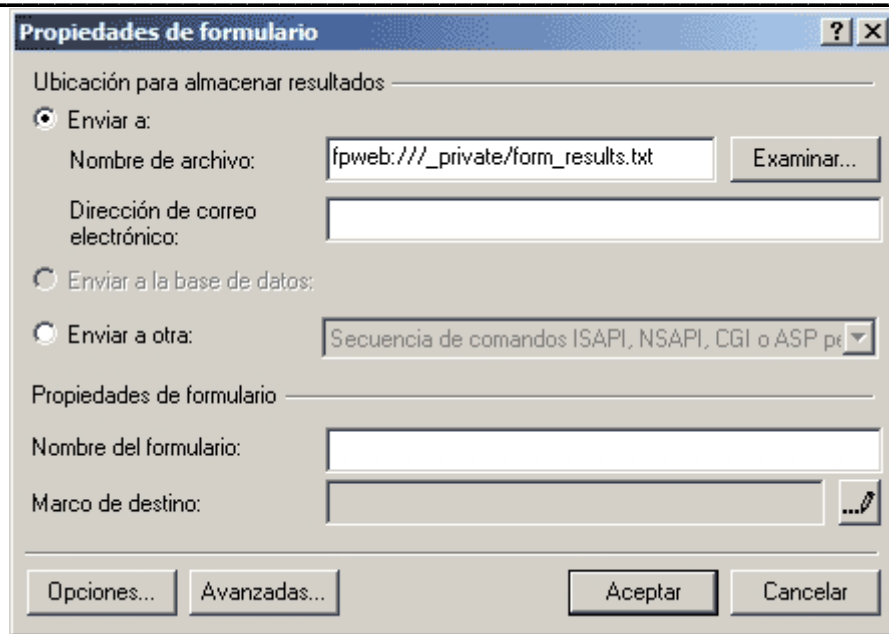 Propiedades de formulario
Ubicación para almacenar resultados
Enviar a:
Nombre de archivo: fpweb:///_private/form_results.txt Examinar...
Dirección de correo
electrónico:
Enviar a la base de datos:
Enviar a otra: Secuencia de comandos ISAPI, NSAPI, CGI o ASP pe
Propiedades de formulario
Nombre del formulario:
Marco de destino: ...
Opciones... Avanzadas... Aceptar Cancelar